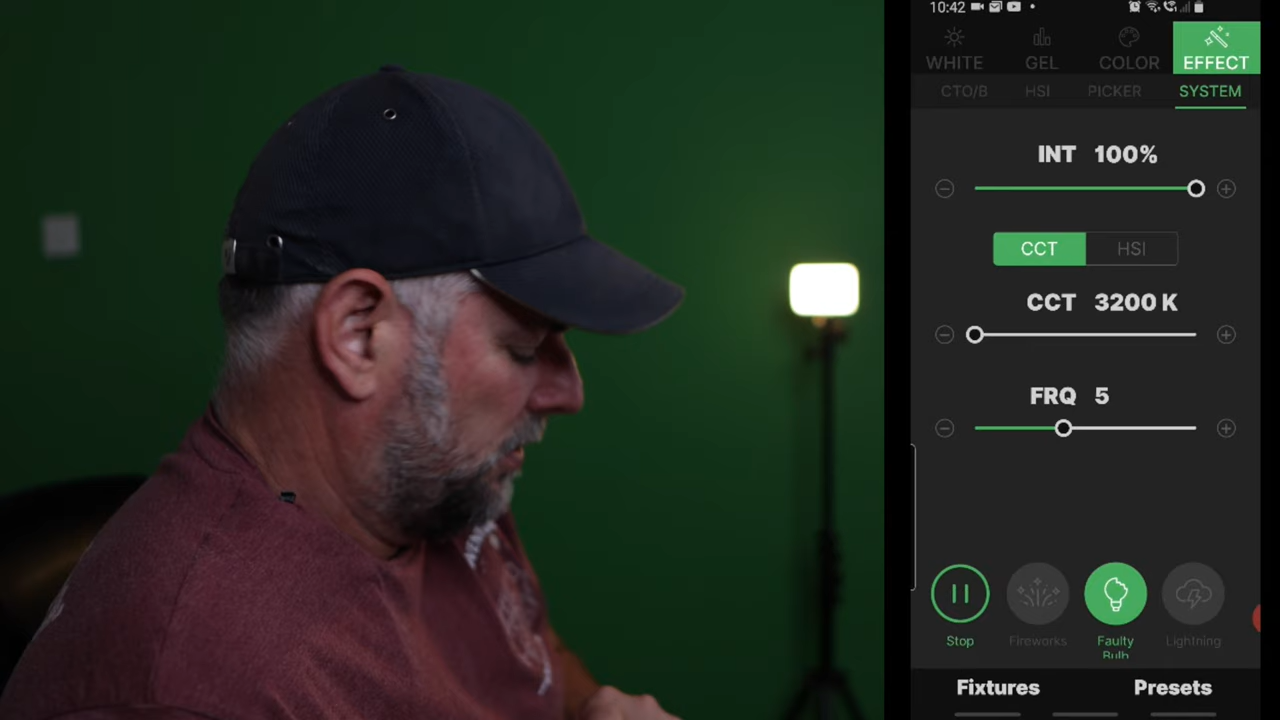 10:42
WHITE GEL COLOR EFFECT
CTO/B HSI PICKER SYSTEM
INT 100%
CCT HSI
CCT 3200 K
FRQ 5
Stop Fireworks Faulty Bulb Lightning
Fixtures Presets